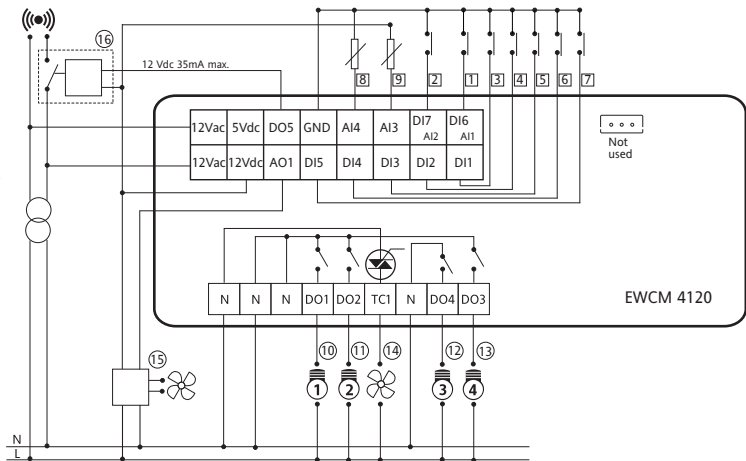 16
12 Vdc 35mA max.
8 9 2 1 3 4 5 6 7
12Vac 5Vdc DO5 GND AI4 AI3 DI7 AI2 DI6 AI1
12Vac 12Vdc AO1 DI5 DI4 DI3 DI2 DI1
Not
used
N N N DO1 DO2 TC1 N DO4 DO3
EWCM 4120
15 10 11 14 12 13
1 2 3 4
N
L